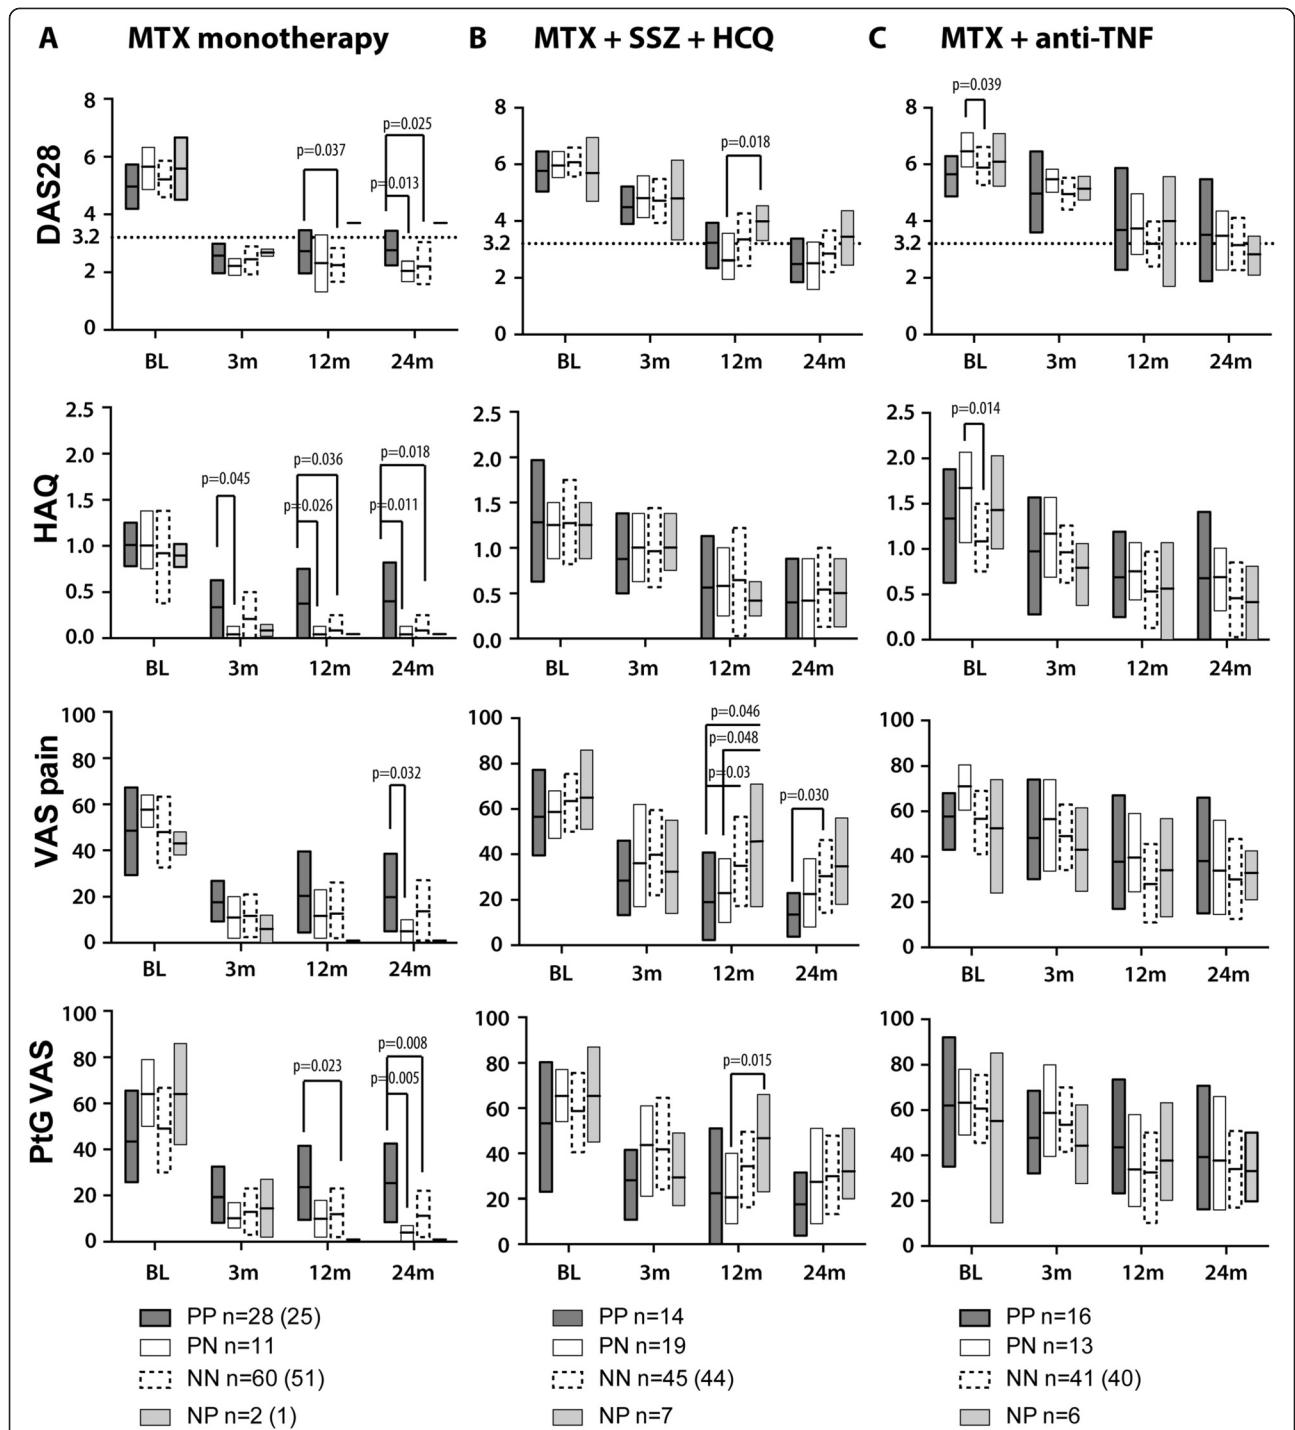 A MTX monotherapy B MTX + SSZ + HCQ C MTX + anti-TNF
DAS28
8
6
4
3.2
2
0
p=0.037
p=0.025
p=0.013
BL 3m 12m 24m
8
6
4
3.2
2
0
p=0.018
BL 3m 12m 24m
8
6
4
3.2
2
0
p=0.039
BL 3m 12m 24m
HAQ
2.5
2.0
1.5
1.0
0.5
0.0
p=0.045
p=0.036
p=0.026
p=0.018
p=0.011
BL 3m 12m 24m
2.5
2.0
1.5
1.0
0.5
0.0
BL 3m 12m 24m
2.5
2.0
1.5
1.0
0.5
0.0
p=0.014
BL 3m 12m 24m
VAS pain
100
80
60
40
20
0
p=0.032
BL 3m 12m 24m
100
80
60
40
20
0
p=0.046
p=0.048
p=0.03
p=0.030
BL 3m 12m 24m
100
80
60
40
20
0
BL 3m 12m 24m
PtG VAS
100
80
60
40
20
0
p=0.023
p=0.008
p=0.005
BL 3m 12m 24m
100
80
60
40
20
0
p=0.015
BL 3m 12m 24m
100
80
60
40
20
0
BL 3m 12m 24m
PP n=28 (25)
PN n=11
NN n=60 (51)
NP n=2 (1)
PP n=14
PN n=19
NN n=45 (44)
NP n=7
PP n=16
PN n=13
NN n=41 (40)
NP n=6